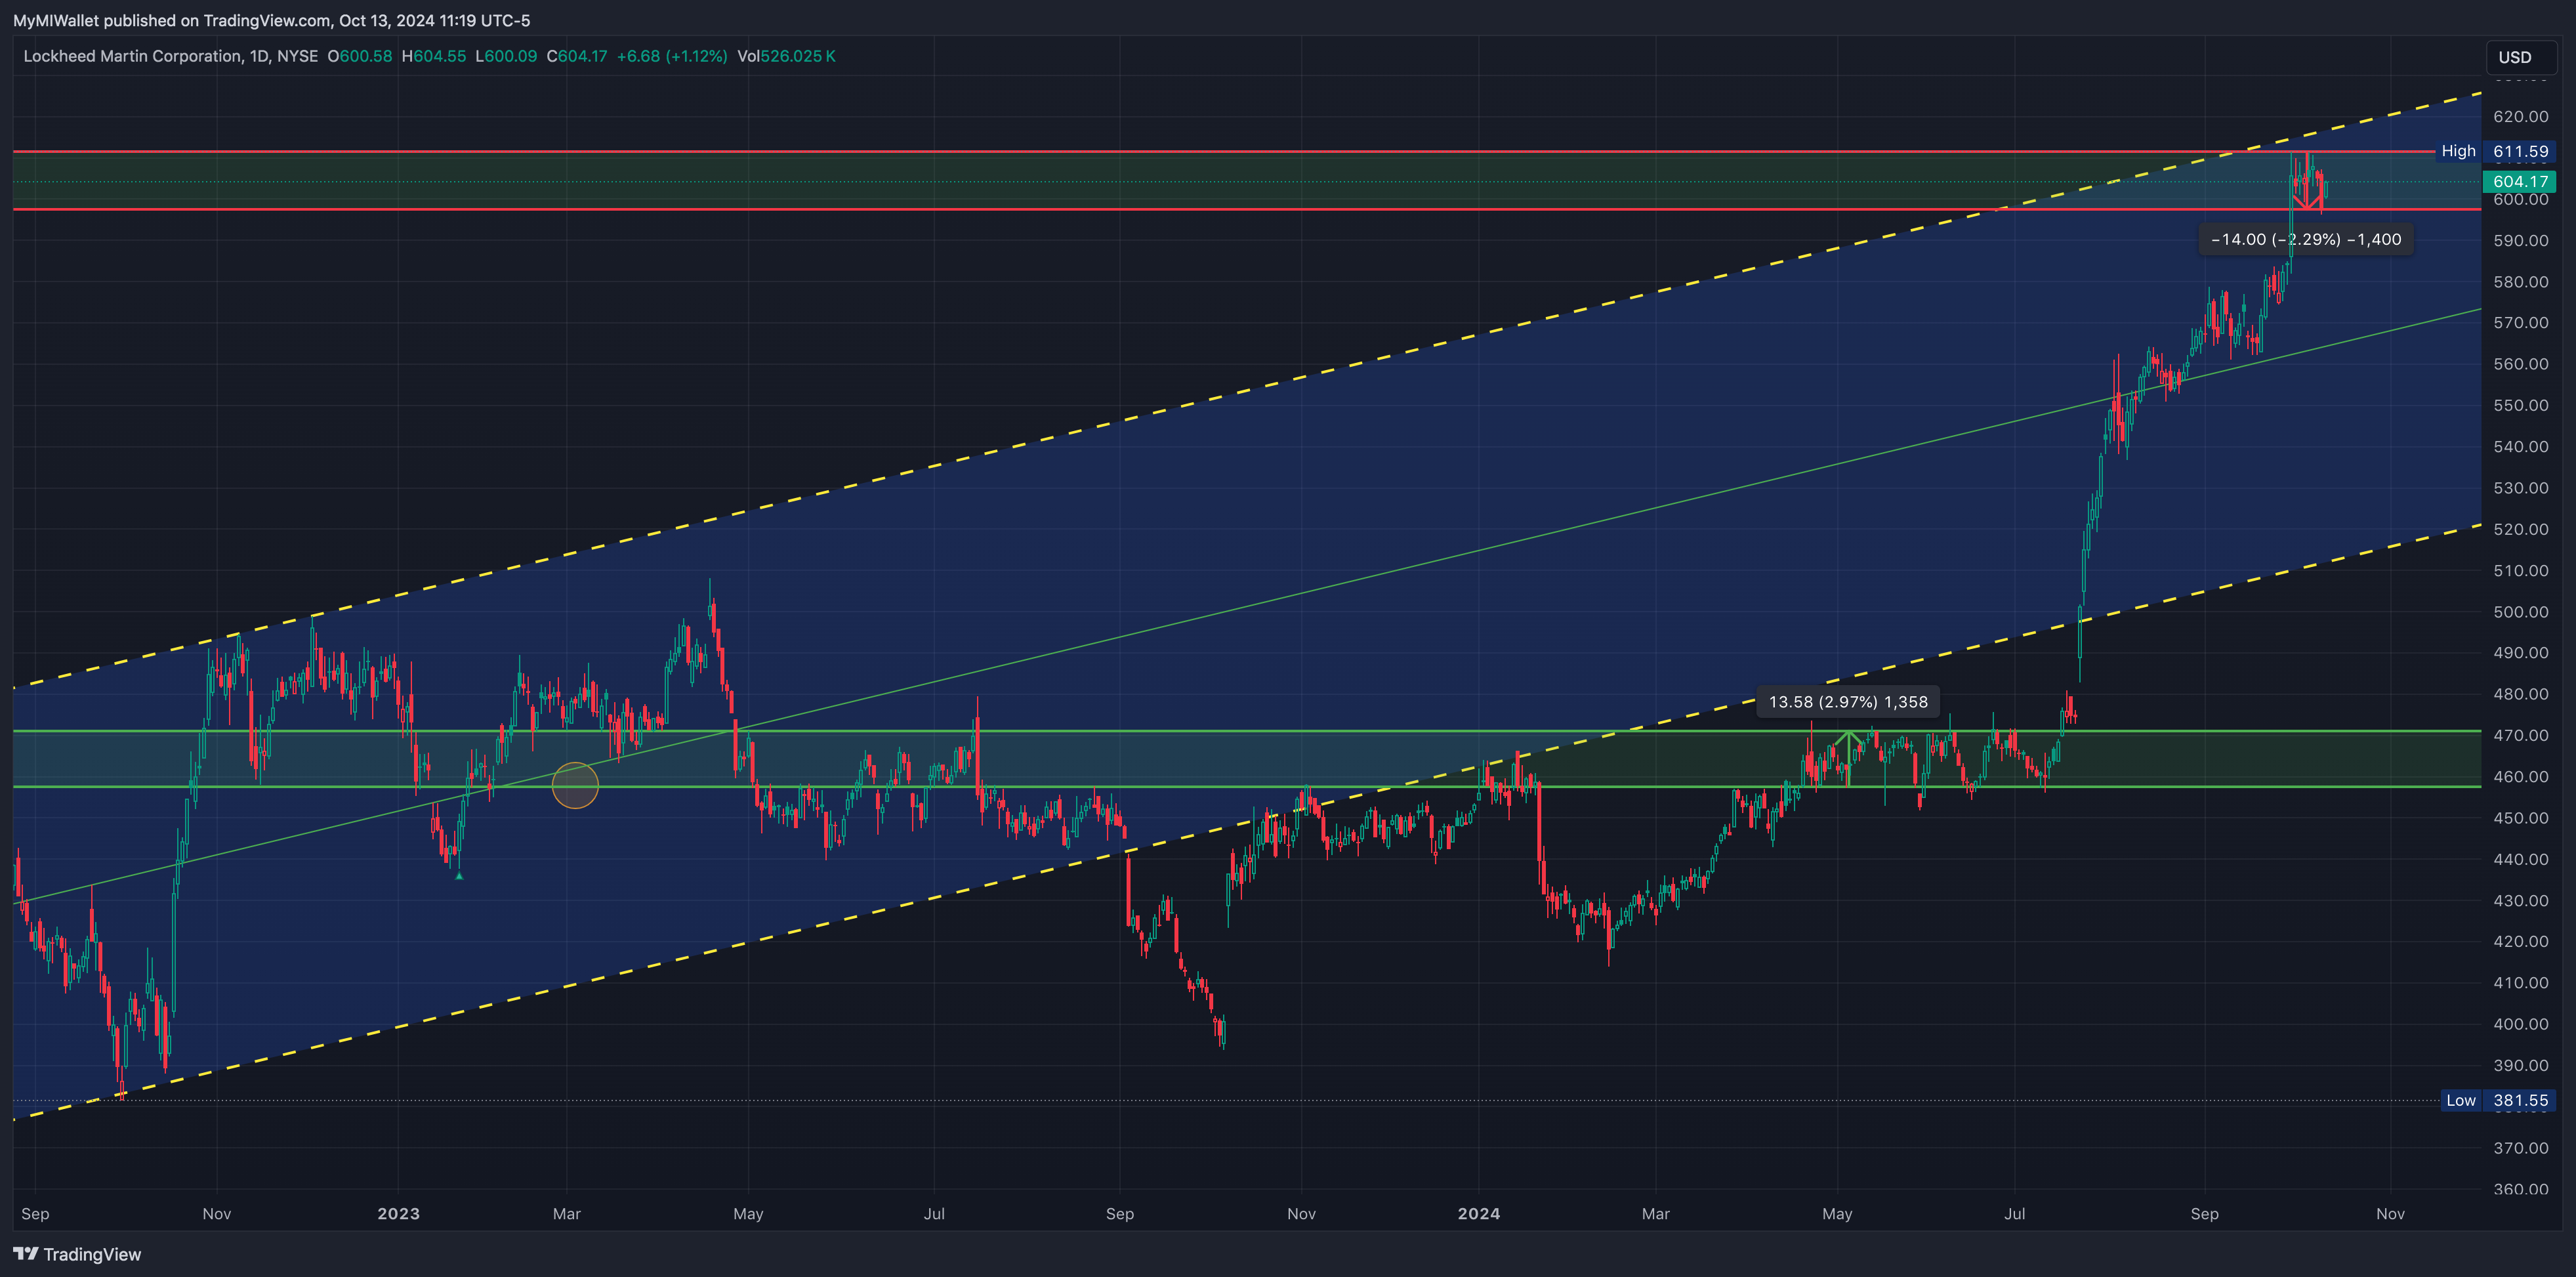 MyMIWallet published on TradingView.com, Oct 13, 2024 11:19 UTC-5
Lockheed Martin Corporation, 1D, NYSE O600.58 H604.55 L600.09 C604.17 +6.68 (+1.12%) Vol526.025 K
USD
620.00
High 611.59
604.17
600.00
−14.00 (−2.29%) −1,400
590.00
580.00
570.00
560.00
550.00
540.00
530.00
520.00
510.00
500.00
490.00
480.00
13.58 (2.97%) 1,358
470.00
460.00
450.00
440.00
430.00
420.00
410.00
400.00
390.00
Low 381.55
370.00
360.00
Sep Nov 2023 Mar May Jul Sep Nov 2024 Mar May Jul Sep Nov
TradingView